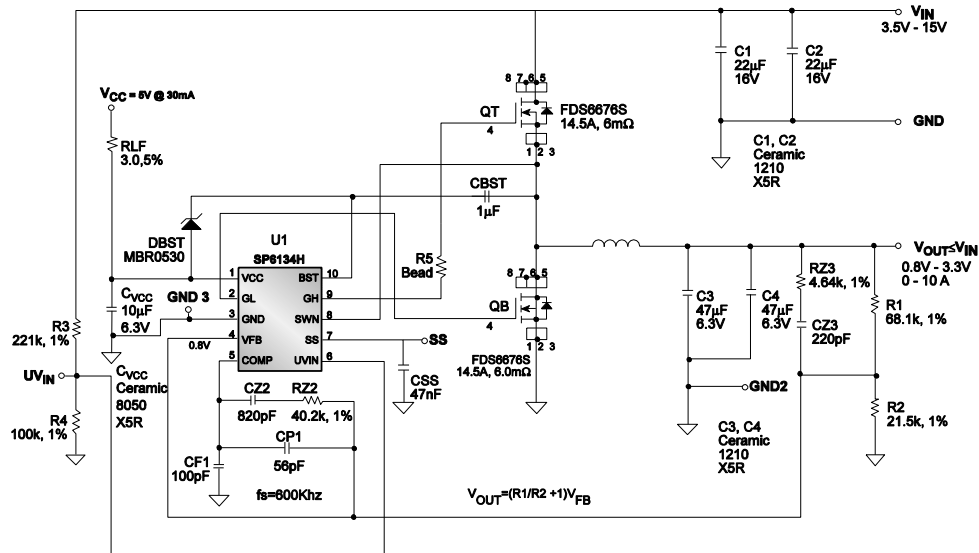 VIN
3.5V - 15V
C1
22µF
16V
C2
22µF
16V
GND
C1, C2
Ceramic
1210
X5R
VCC = 5V @ 30mA
RLF
3.0,5%
8 7 6 5
QT
4
FDS6676S
14.5A, 6mΩ
1 2 3
CBST
1µF
DBST
MBR0530
U1
SP6134H
1 VCC BST 10
2 GL GH 9
3 GND SWN 8
4 VFB SS 7
5 COMP UVIN 6
R5
Bead
CVCC
10µF
6.3V
GND 3
0.8V
R3
221k, 1%
UVIN
R4
100k, 1%
CVCC
Ceramic
8050
X5R
SS
CSS
47nF
CZ2
820pF
RZ2
40.2k, 1%
CP1
56pF
CF1
100pF
fs=600Khz
8 7 6 5
QB
4
1 2 3
FDS6676S
14.5A, 6.0mΩ
VOUT≤VIN
0.8V - 3.3V
0 - 10 A
C3
47µF
6.3V
C4
47µF
6.3V
RZ3
4.64k, 1%
CZ3
220pF
R1
68.1k, 1%
R2
21.5k, 1%
GND2
C3, C4
Ceramic
1210
X5R
VOUT=(R1/R2 +1)VFB